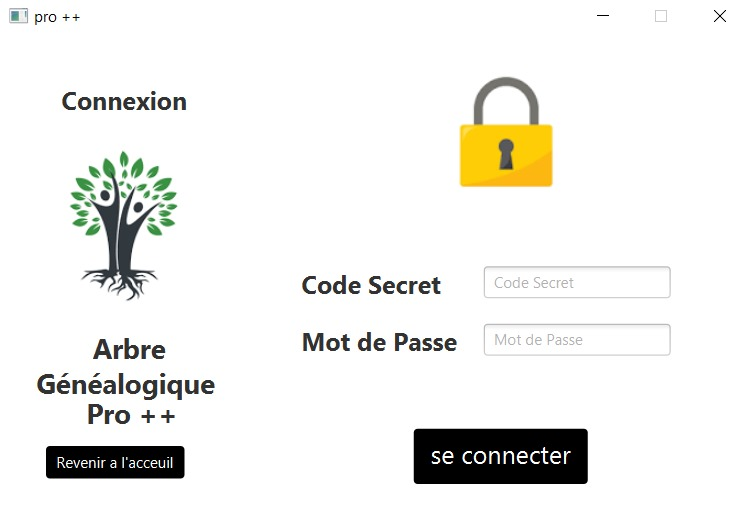 pro ++
Connexion
Arbre
Généalogique
Pro ++
Revenir a l'acceuil
Code Secret
Code Secret
Mot de Passe
Mot de Passe
se connecter